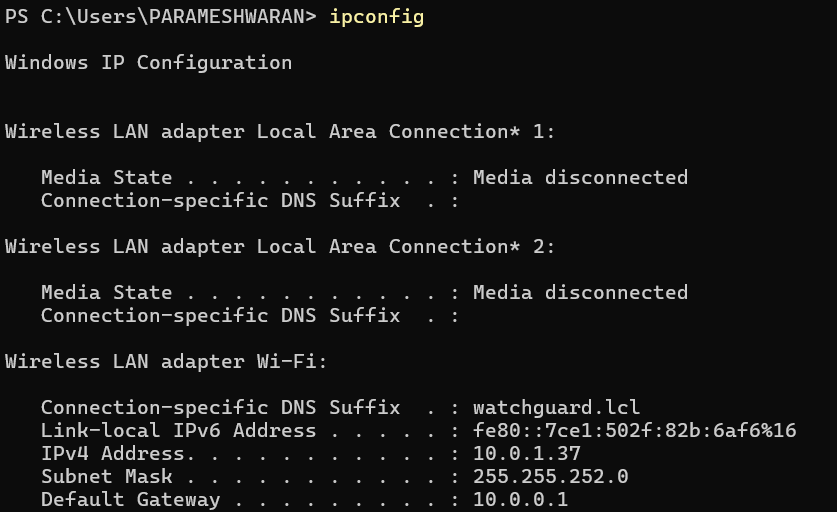 PS C:\Users\PARAMESHWARAN> ipconfig
Windows IP Configuration
Wireless LAN adapter Local Area Connection* 1:
Media State . . . . . . . . . . . : Media disconnected
Connection-specific DNS Suffix  . :
Wireless LAN adapter Local Area Connection* 2:
Media State . . . . . . . . . . . : Media disconnected
Connection-specific DNS Suffix  . :
Wireless LAN adapter Wi-Fi:
Connection-specific DNS Suffix  . : watchguard.lcl
Link-local IPv6 Address . . . . . : fe80::7ce1:502f:82b:6af6%16
IPv4 Address. . . . . . . . . . . : 10.0.1.37
Subnet Mask . . . . . . . . . . . : 255.255.252.0
Default Gateway . . . . . . . . . : 10.0.0.1